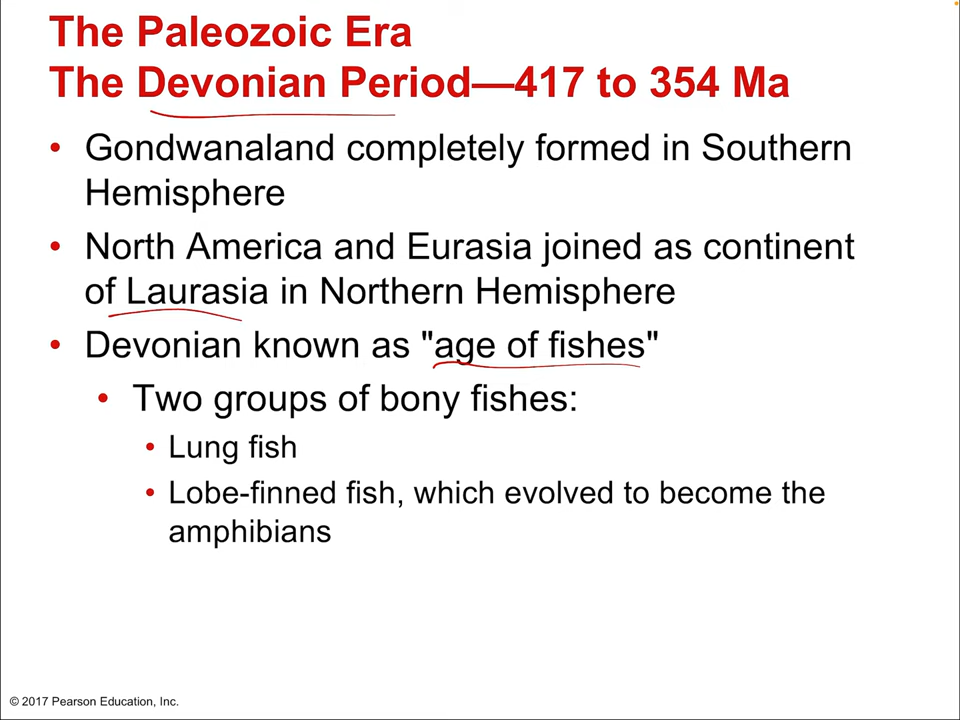 The Paleozoic Era
The Devonian Period—417 to 354 Ma
• Gondwanaland completely formed in Southern
Hemisphere
• North America and Eurasia joined as continent
of Laurasia in Northern Hemisphere
• Devonian known as "age of fishes"
• Two groups of bony fishes:
• Lung fish
• Lobe-finned fish, which evolved to become the
amphibians
© 2017 Pearson Education, Inc.